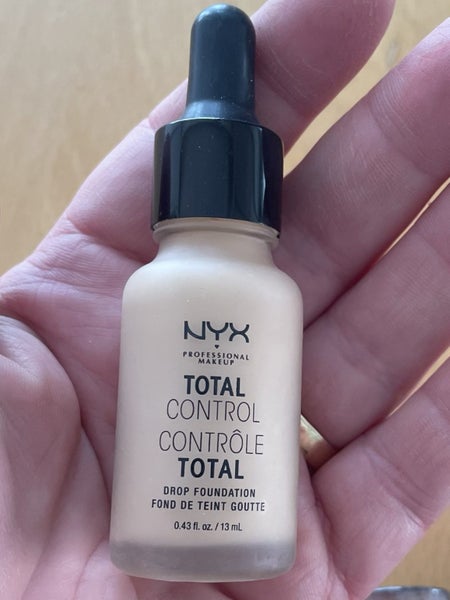 NYX
PROFESSIONAL
MAKEUP
TOTAL
CONTROL
CONTRÔLE
TOTAL
DROP FOUNDATION
FOND DE TEINT GOUTTE
0.43 fl. oz. / 13 mL